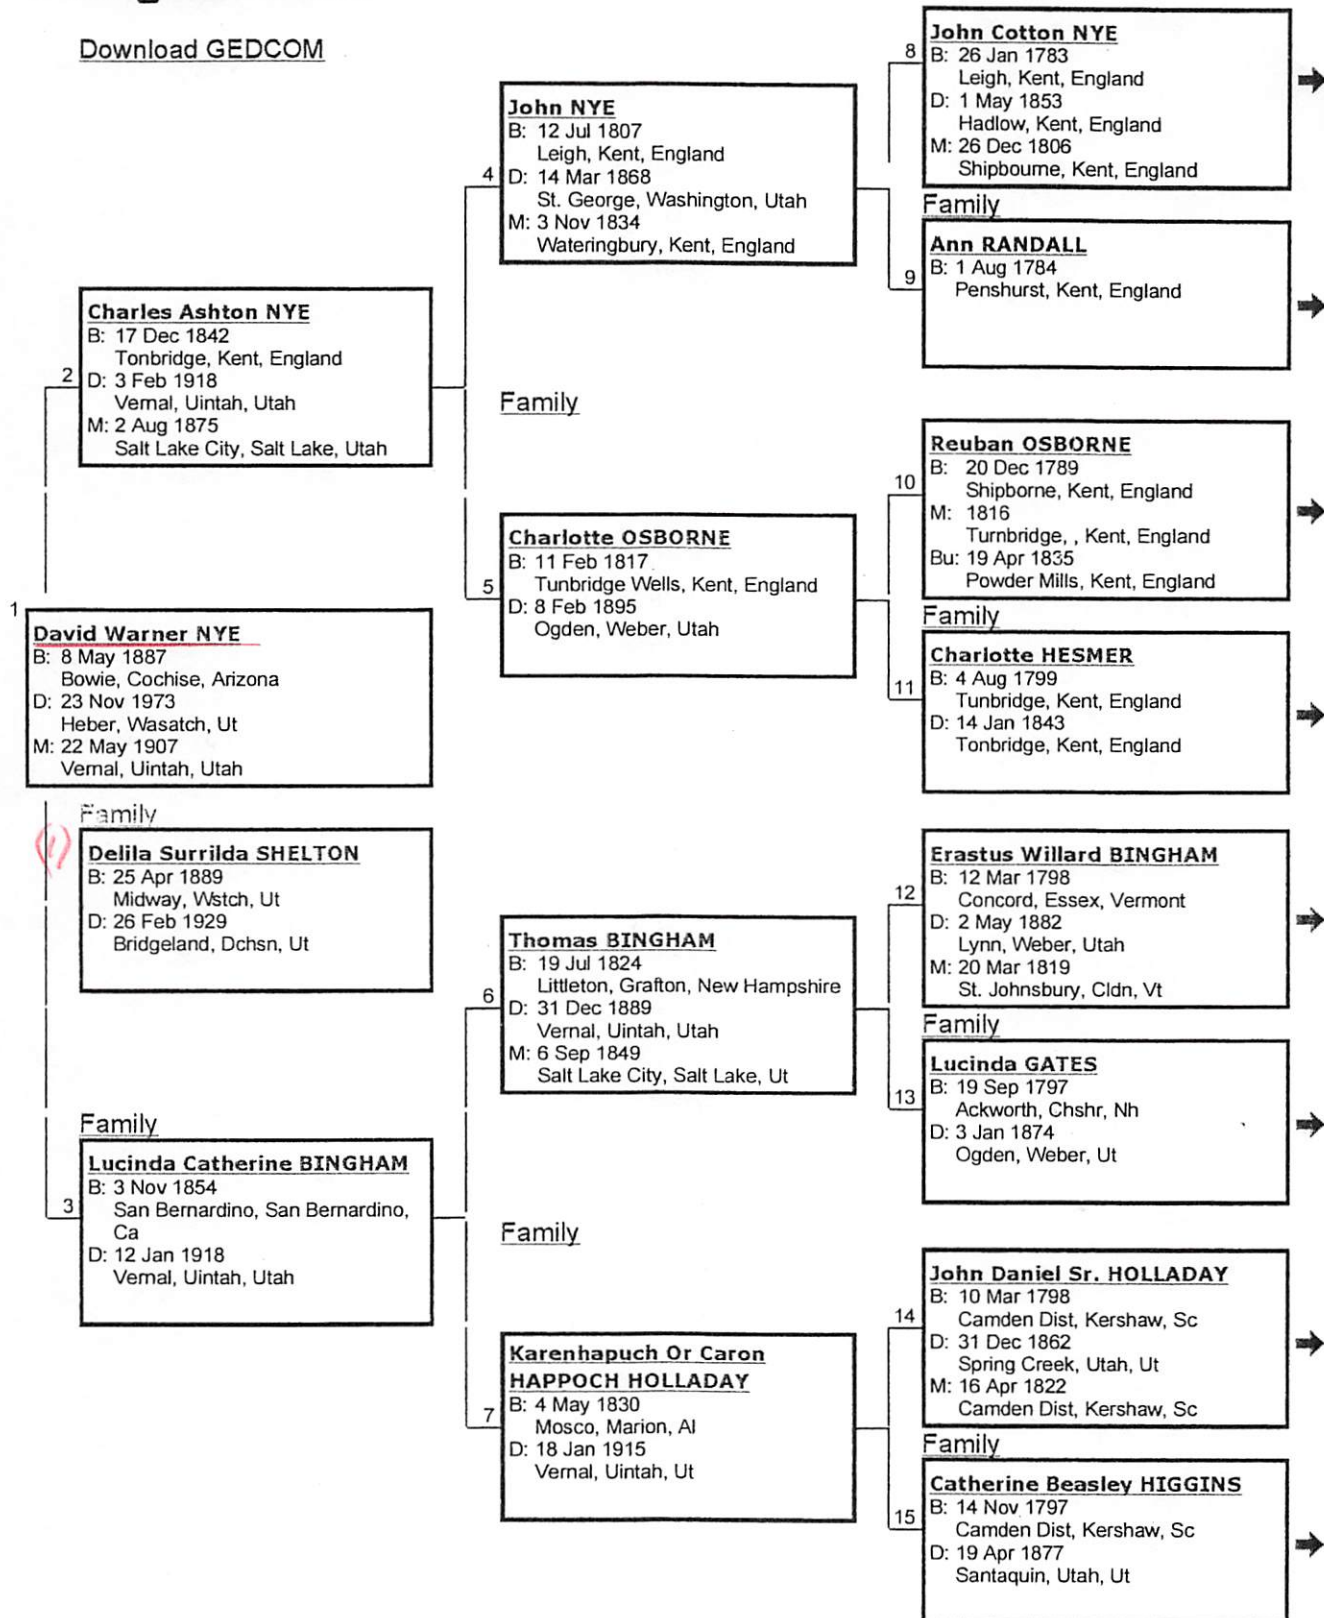 Download GEDCOM
8
John Cotton NYE
B: 26 Jan 1783
Leigh, Kent, England
D: 1 May 1853
Hadlow, Kent, England
M: 26 Dec 1806
Shipbourne, Kent, England
4
John NYE
B: 12 Jul 1807
Leigh, Kent, England
D: 14 Mar 1868
St. George, Washington, Utah
M: 3 Nov 1834
Wateringbury, Kent, England
Family
9
Ann RANDALL
B: 1 Aug 1784
Penshurst, Kent, England
2
Charles Ashton NYE
B: 17 Dec 1842
Tonbridge, Kent, England
D: 3 Feb 1918
Vernal, Uintah, Utah
M: 2 Aug 1875
Salt Lake City, Salt Lake, Utah
Family
10
Reuban OSBORNE
B: 20 Dec 1789
Shipborne, Kent, England
M: 1816
Turnbridge, , Kent, England
Bu: 19 Apr 1835
Powder Mills, Kent, England
5
Charlotte OSBORNE
B: 11 Feb 1817
Tunbridge Wells, Kent, England
D: 8 Feb 1895
Ogden, Weber, Utah
Family
11
Charlotte HESMER
B: 4 Aug 1799
Tunbridge, Kent, England
D: 14 Jan 1843
Tonbridge, Kent, England
1
David Warner NYE
B: 8 May 1887
Bowie, Cochise, Arizona
D: 23 Nov 1973
Heber, Wasatch, Ut
M: 22 May 1907
Vernal, Uintah, Utah
Family
(1)
Delila Surrilda SHELTON
B: 25 Apr 1889
Midway, Wstch, Ut
D: 26 Feb 1929
Bridgeland, Dchsn, Ut
12
Erastus Willard BINGHAM
B: 12 Mar 1798
Concord, Essex, Vermont
D: 2 May 1882
Lynn, Weber, Utah
M: 20 Mar 1819
St. Johnsbury, Cldn, Vt
6
Thomas BINGHAM
B: 19 Jul 1824
Littleton, Grafton, New Hampshire
D: 31 Dec 1889
Vernal, Uintah, Utah
M: 6 Sep 1849
Salt Lake City, Salt Lake, Ut
Family
13
Lucinda GATES
B: 19 Sep 1797
Ackworth, Chshr, Nh
D: 3 Jan 1874
Ogden, Weber, Ut
Family
3
Lucinda Catherine BINGHAM
B: 3 Nov 1854
San Bernardino, San Bernardino,
Ca
D: 12 Jan 1918
Vernal, Uintah, Utah
Family
14
John Daniel Sr. HOLLADAY
B: 10 Mar 1798
Camden Dist, Kershaw, Sc
D: 31 Dec 1862
Spring Creek, Utah, Ut
M: 16 Apr 1822
Camden Dist, Kershaw, Sc
7
Karenhapuch Or Caron
HAPPOCH HOLLADAY
B: 4 May 1830
Mosco, Marion, Al
D: 18 Jan 1915
Vernal, Uintah, Ut
Family
15
Catherine Beasley HIGGINS
B: 14 Nov 1797
Camden Dist, Kershaw, Sc
D: 19 Apr 1877
Santaquin, Utah, Ut